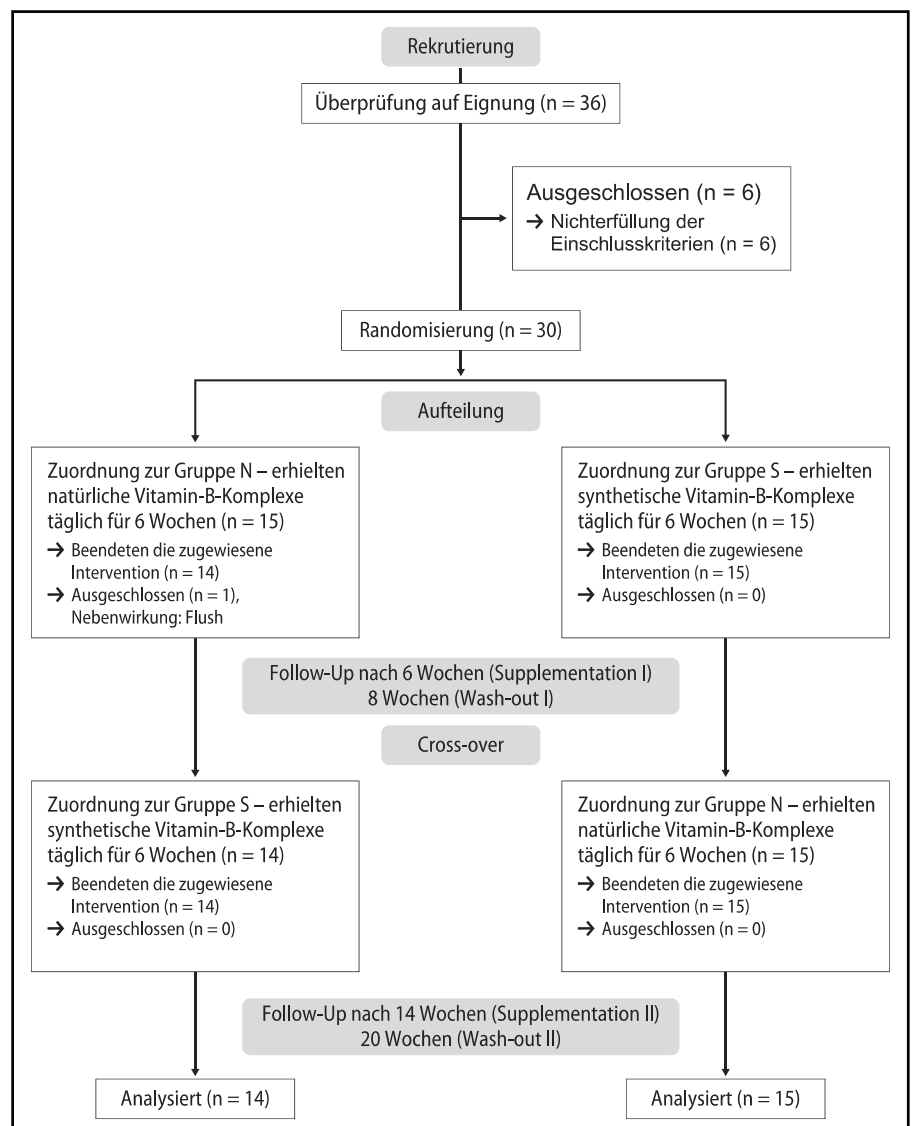 Rekrutierung
Überprüfung auf Eignung (n = 36)
Ausgeschlossen (n = 6)
→ Nichterfüllung der
Einschlusskriterien (n = 6)
Randomisierung (n = 30)
Aufteilung
Zuordnung zur Gruppe N – erhielten
natürliche Vitamin-B-Komplexe
täglich für 6 Wochen (n = 15)
→ Beendeten die zugewiesene
Intervention (n = 14)
→ Ausgeschlossen (n = 1),
Nebenwirkung: Flush
Zuordnung zur Gruppe S – erhielten
synthetische Vitamin-B-Komplexe
täglich für 6 Wochen (n = 15)
→ Beendeten die zugewiesene
Intervention (n = 15)
→ Ausgeschlossen (n = 0)
Follow-Up nach 6 Wochen (Supplementation I)
8 Wochen (Wash-out I)
Cross-over
Zuordnung zur Gruppe S – erhielten
synthetische Vitamin-B-Komplexe
täglich für 6 Wochen (n = 14)
→ Beendeten die zugewiesene
Intervention (n = 14)
→ Ausgeschlossen (n = 0)
Zuordnung zur Gruppe N – erhielten
natürliche Vitamin-B-Komplexe
täglich für 6 Wochen (n = 15)
→ Beendeten die zugewiesene
Intervention (n = 15)
→ Ausgeschlossen (n = 0)
Follow-Up nach 14 Wochen (Supplementation II)
20 Wochen (Wash-out II)
Analysiert (n = 14)
Analysiert (n = 15)